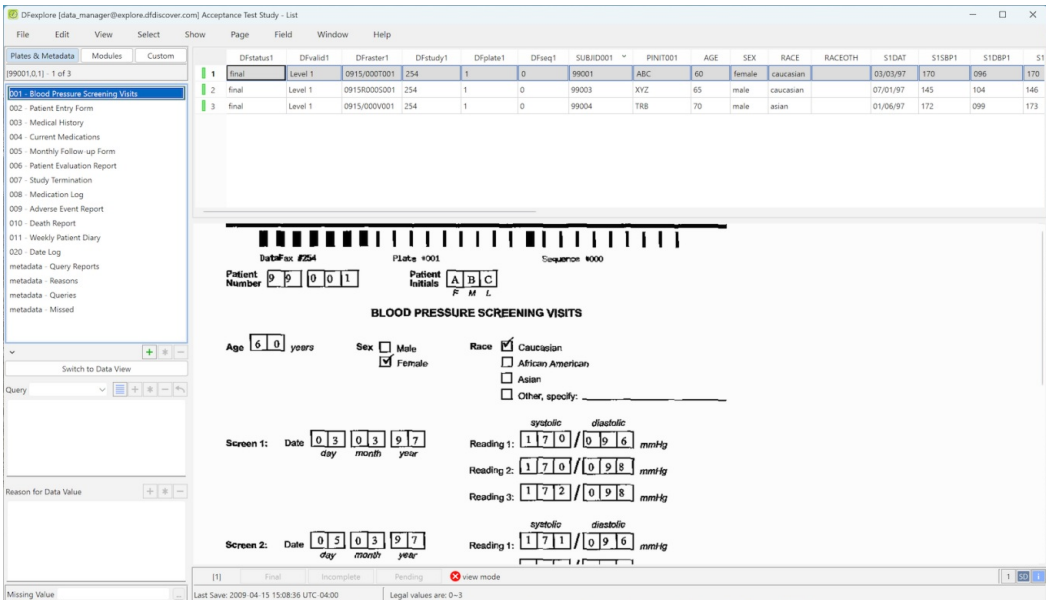 DFexplore [data_manager@explore.dfdiscover.com] Acceptance Test Study - List
File Edit View Select Show Page Field Window Help
Plates & Metadata Modules Custom
[99001,0,1] - 1 of 3
001 - Blood Pressure Screening Visits
002 - Patient Entry Form
003 - Medical History
004 - Current Medications
005 - Monthly Follow-up Form
006 - Patient Evaluation Report
007 - Study Termination
008 - Medication Log
009 - Adverse Event Report
010 - Death Report
011 - Weekly Patient Diary
020 - Date Log
metadata - Query Reports
metadata - Reasons
metadata - Queries
metadata - Missed
Switch to Data View
Query
Reason for Data Value
Missing Value
DFstatus1 DFvalid1 DFraster1 DFstudy1 DFplate1 DFseq1 SUBJID001 PINIT001 AGE SEX RACE RACEOTH S1DAT S1SBP1 S1DBP1 S1
1 final Level 1 0915/000T001 254 1 0 99001 ABC 60 female caucasian 03/03/97 170 096 170
2 final Level 1 0915R000S001 254 1 0 99003 XYZ 65 male caucasian 07/01/97 145 104 146
3 final Level 1 0915/000V001 254 1 0 99004 TRB 70 male asian 01/06/97 172 099 173
DataFax #254 Plate #001 Sequence #000
Patient Number 9 9 0 0 1 Patient Initials A B C
F M L
BLOOD PRESSURE SCREENING VISITS
Age 6 0 years Sex Male Race Caucasian
Female African American
Asian
Other, specify:
systolic diastolic
Screen 1: Date 0 3 0 3 9 7 Reading 1: 1 7 0 / 0 9 6 mmHg
day month year
Reading 2: 1 7 0 / 0 9 8 mmHg
Reading 3: 1 7 2 / 0 9 8 mmHg
systolic diastolic
Screen 2: Date 0 5 0 3 9 7 Reading 1: 1 7 1 / 0 9 6 mmHg
day month year
[1] Final Incomplete Pending view mode 1 SD i
Last Save: 2009-04-15 15:08:36 UTC-04:00 Legal values are: 0~3